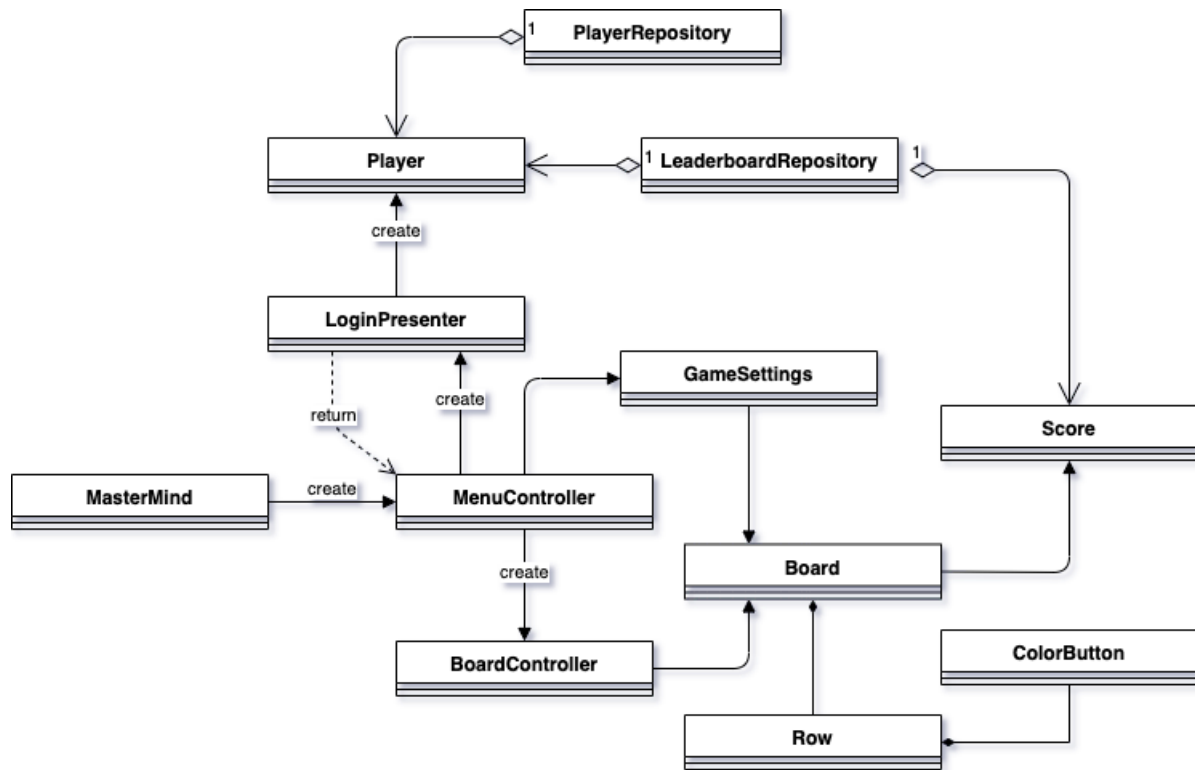 1
PlayerRepository
Player
1
LeaderboardRepository
1
create
LoginPresenter
GameSettings
create
return
Score
MasterMind
create
MenuController
Board
create
BoardController
ColorButton
Row